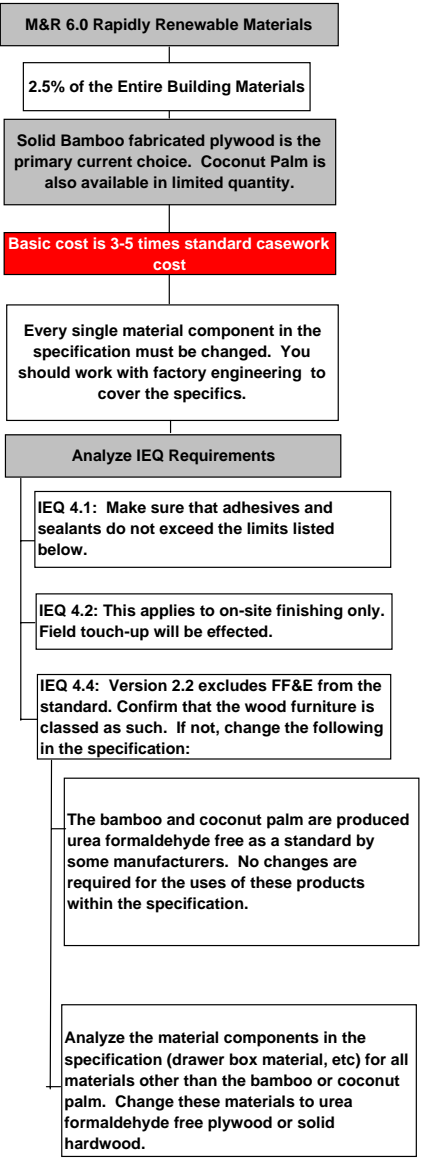 M&R 6.0 Rapidly Renewable Materials
2.5% of the Entire Building Materials
Solid Bamboo fabricated plywood is the
primary current choice.  Coconut Palm is
also available in limited quantity.
Basic cost is 3-5 times standard casework
cost
Every single material component in the
specification must be changed.  You
should work with factory engineering  to
cover the specifics.
Analyze IEQ Requirements
IEQ 4.1:  Make sure that adhesives and
sealants do not exceed the limits listed
below.
IEQ 4.2: This applies to on-site finishing only.
Field touch-up will be effected.
IEQ 4.4:  Version 2.2 excludes FF&E from the
standard. Confirm that the wood furniture is
classed as such.  If not, change the following
in the specification:
The bamboo and coconut palm are produced
urea formaldehyde free as a standard by
some manufacturers.  No changes are
required for the uses of these products
within the specification.
Analyze the material components in the
specification (drawer box material, etc) for all
materials other than the bamboo or coconut
palm.  Change these materials to urea
formaldehyde free plywood or solid
hardwood.